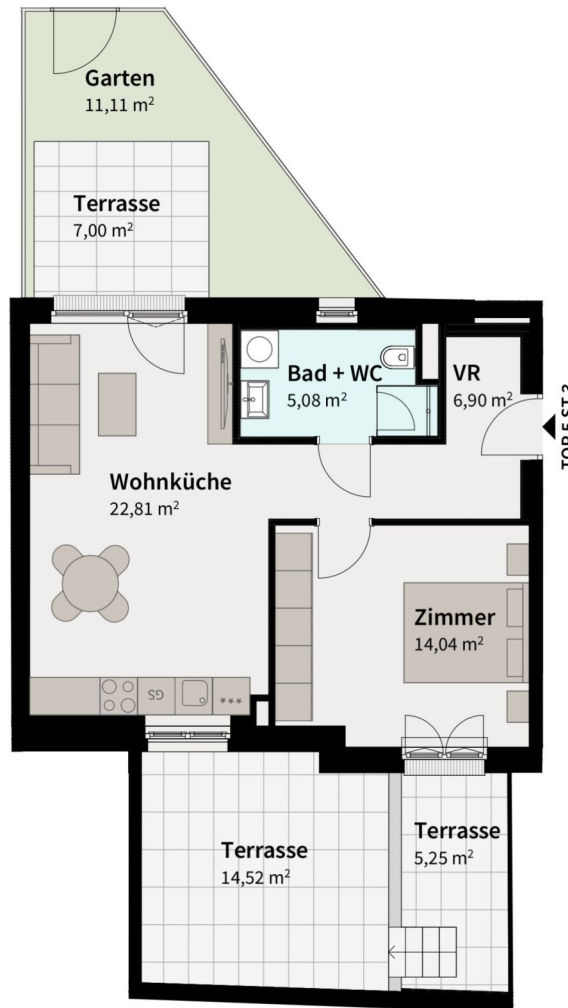 Garten
11,11 m²
Terrasse
7,00 m²
Bad + WC
5,08 m²
VR
6,90 m²
TOP 5 ST 3
Wohnküche
22,81 m²
Zimmer
14,04 m²
GS
***
Terrasse
14,52 m²
Terrasse
5,25 m²